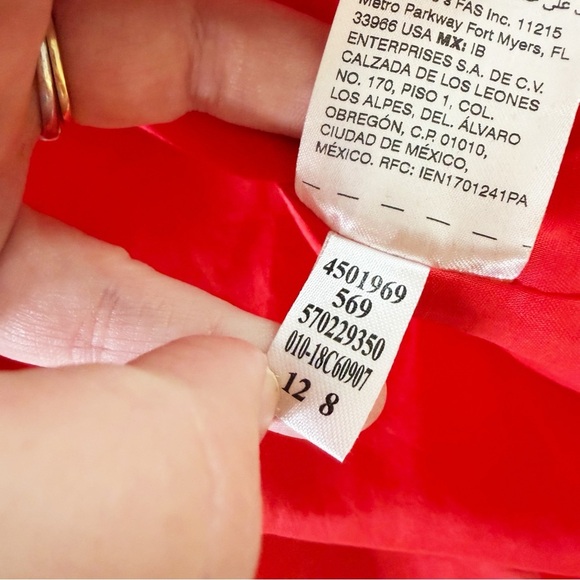 FAS Inc. 11215
Metro Parkway Fort Myers, FL
33966 USA MX: IB
ENTERPRISES S.A. DE C.V.
CALZADA DE LOS LEONES
NO. 170, PISO 1, COL.
LOS ALPES, DEL. ÁLVARO
OBREGÓN, C.P. 01010,
CIUDAD DE MÉXICO,
MÉXICO. RFC: IEN1701241PA
4501969
569
570229350
010-18C60907
12 8